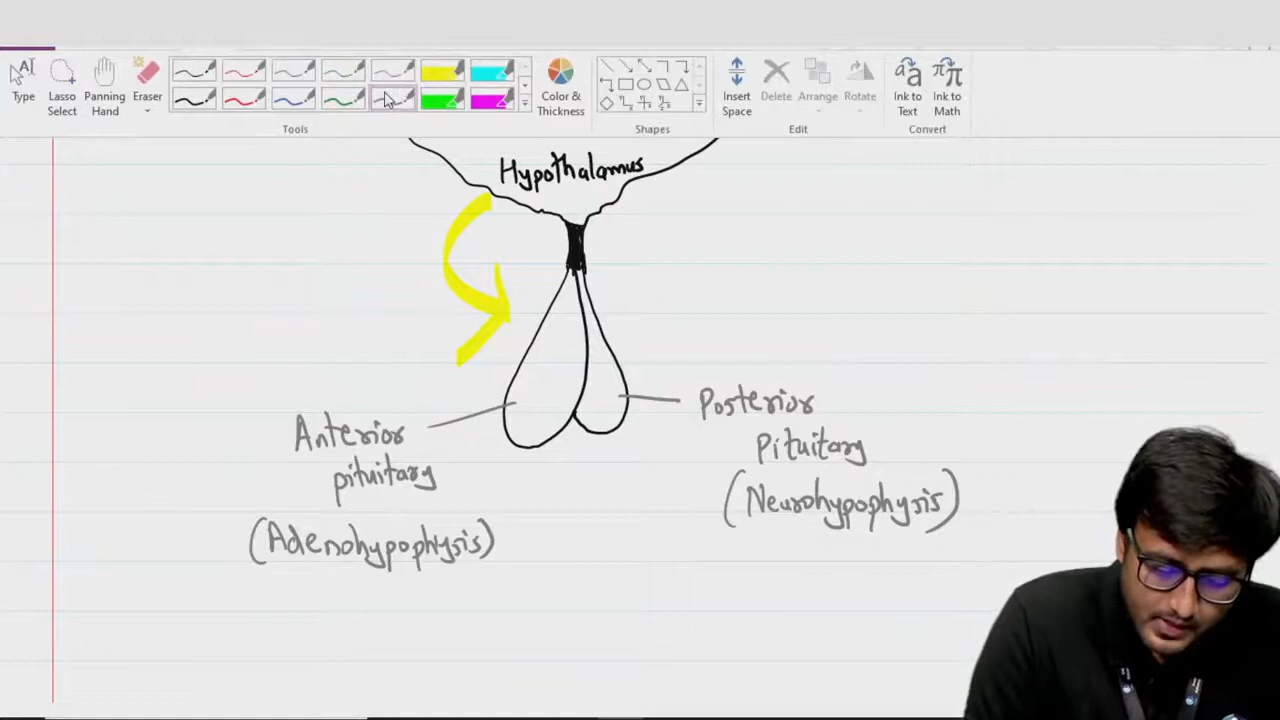 Type
Lasso
Select
Panning
Hand
Eraser
Color &
Thickness
Insert
Space
Delete
Arrange
Rotate
Ink to
Text
Ink to
Math
Tools
Shapes
Edit
Convert
Hypothalamus
Anterior
pituitary
(Adenohypophysis)
Posterior
Pituitary
(Neurohypophysis)